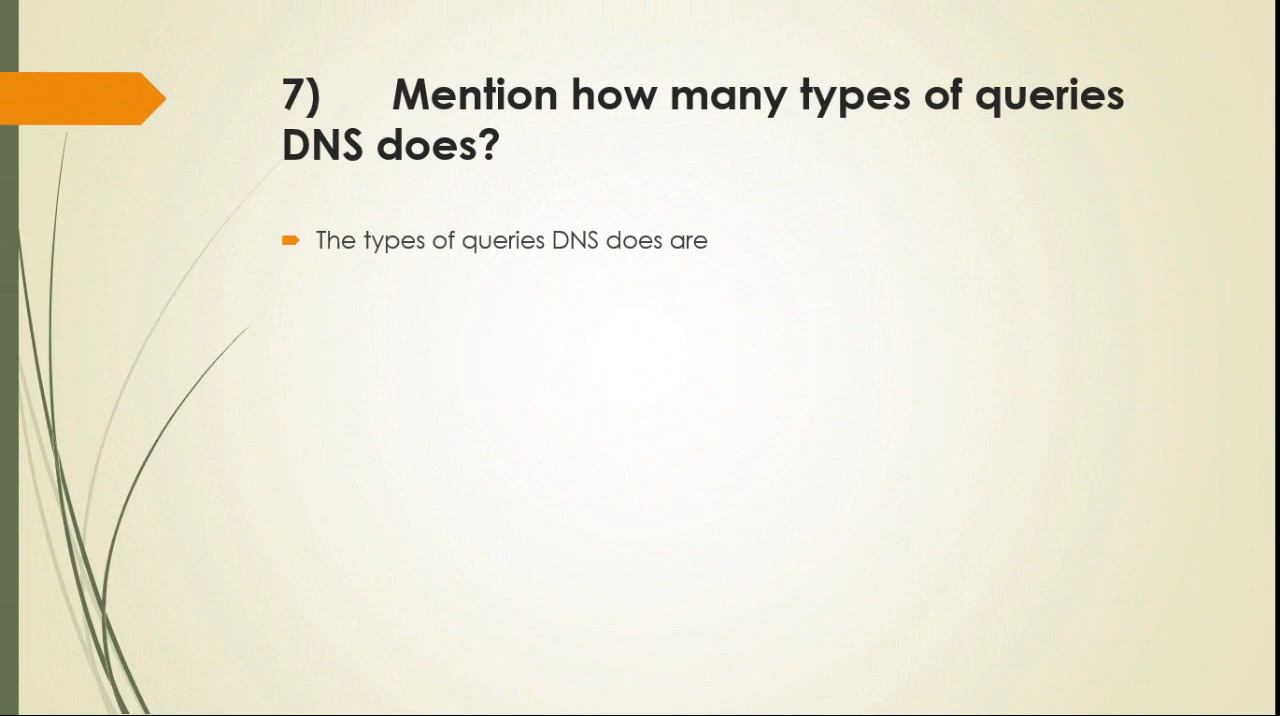 7) Mention how many types of queries
DNS does?
The types of queries DNS does are